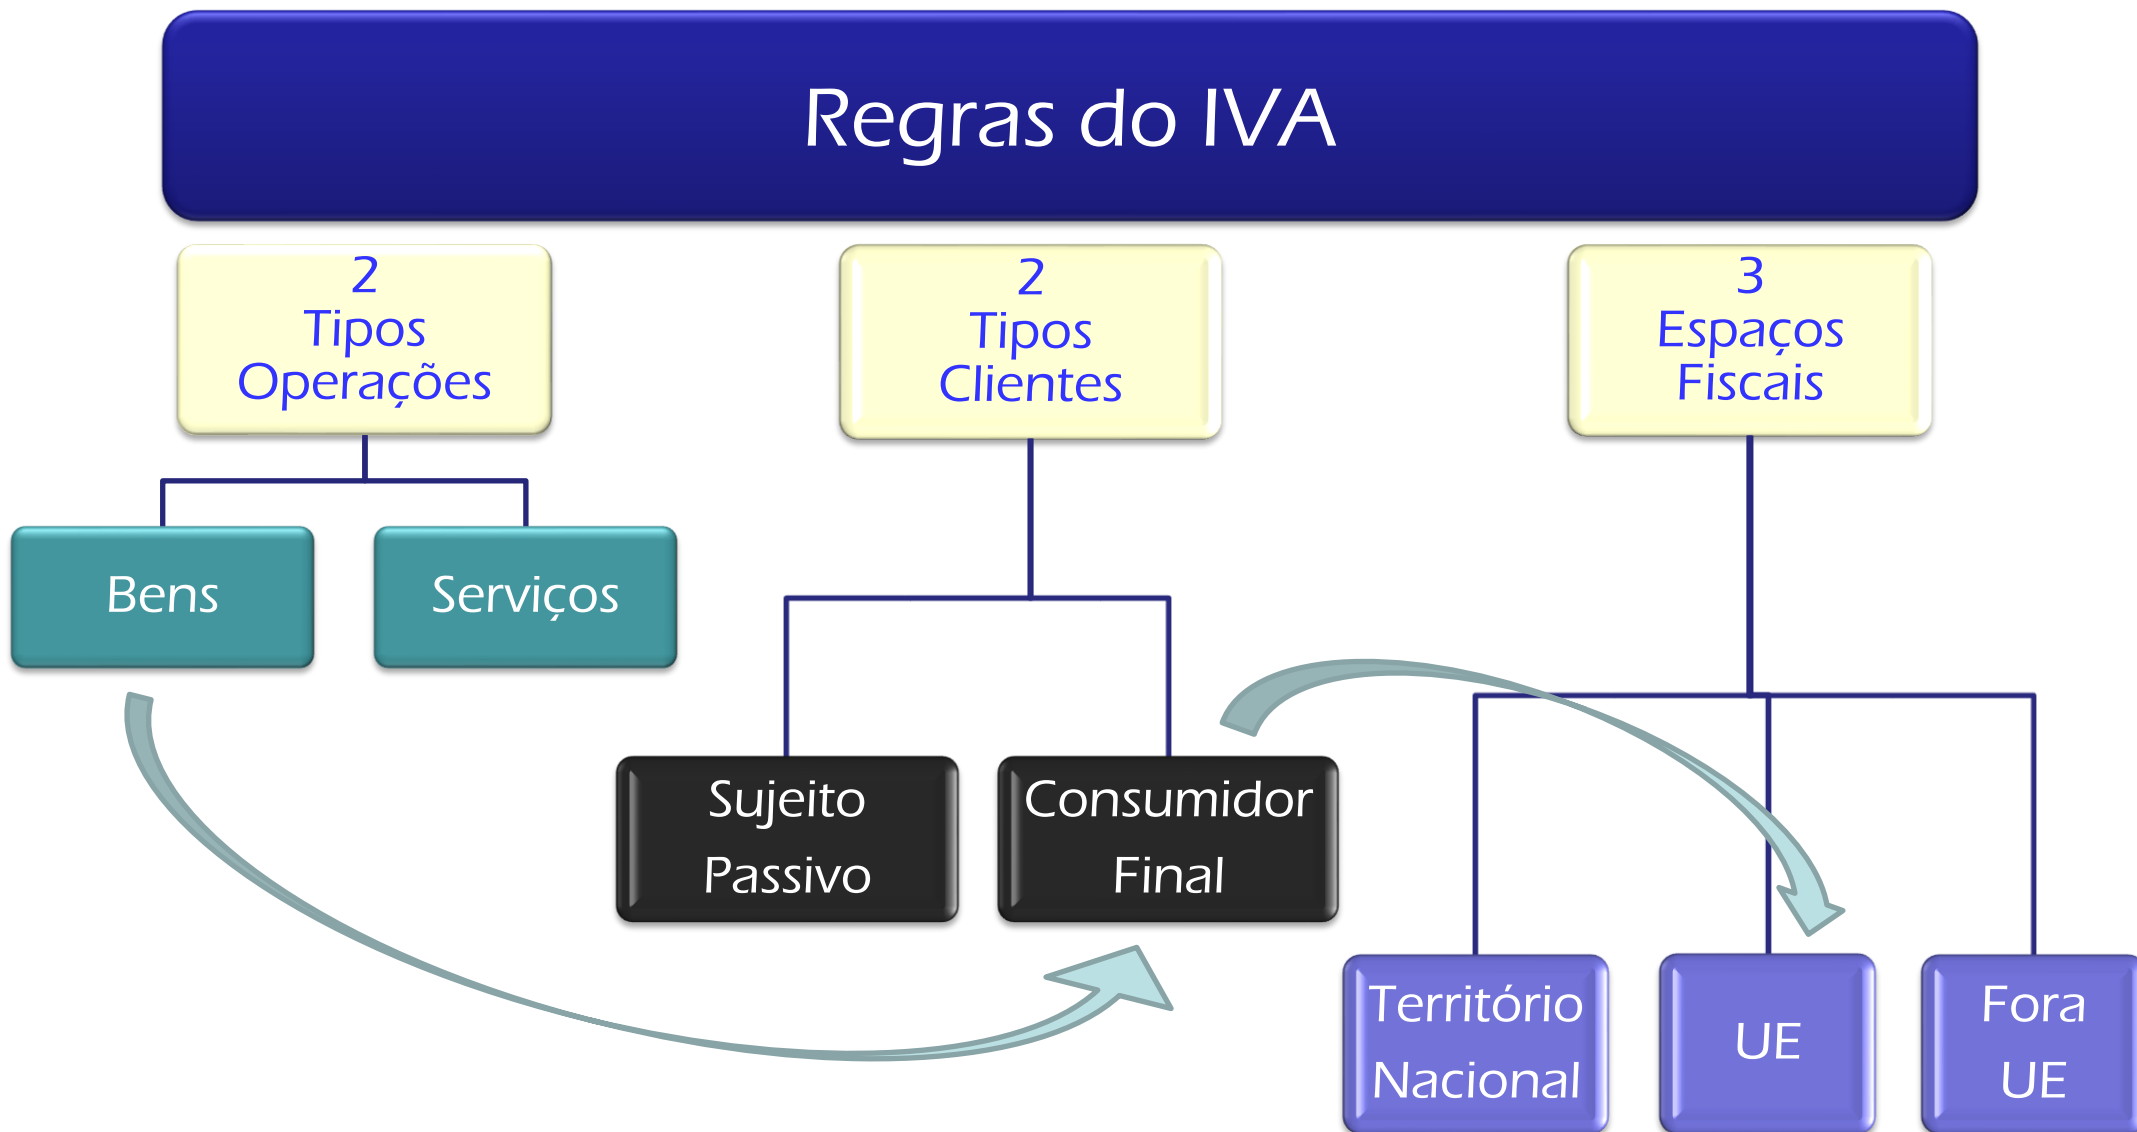 Regras do IVA
2
Tipos
Operações
2
Tipos
Clientes
3
Espaços
Fiscais
Bens
Serviços
Sujeito
Passivo
Consumidor
Final
Território
Nacional
UE
Fora
UE